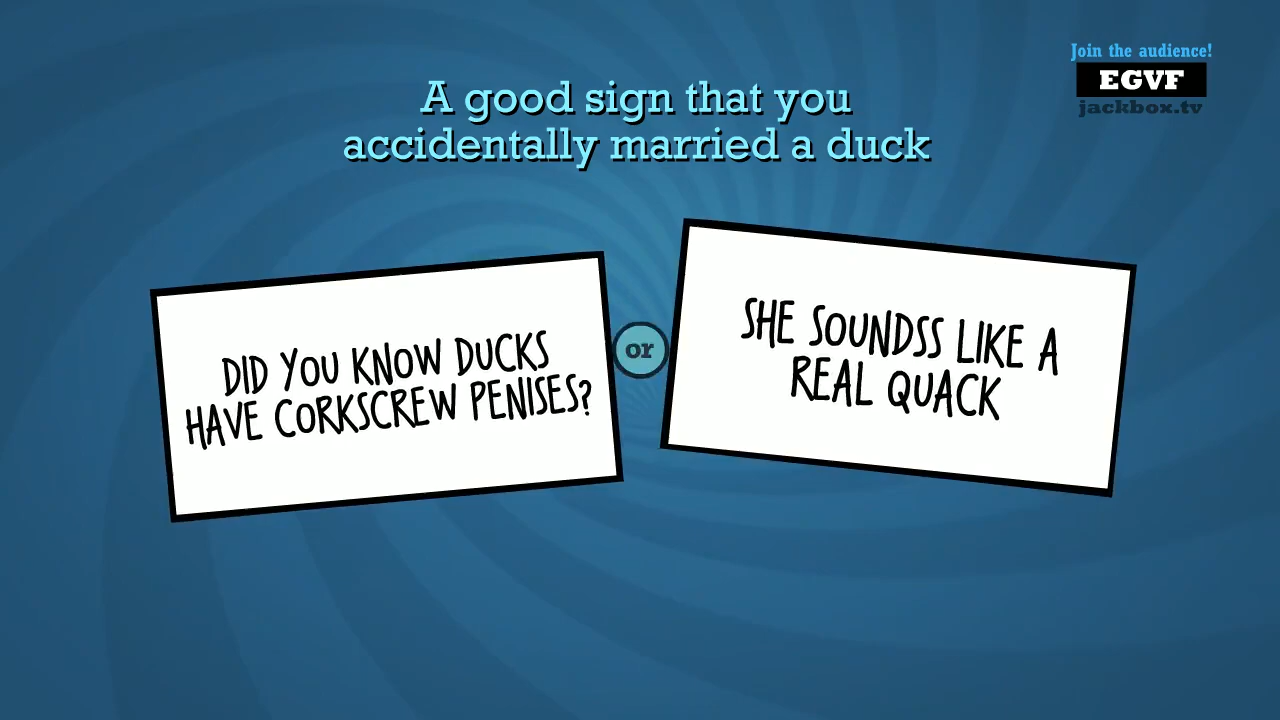 Join the audience!
EGVF
jackbox.tv
A good sign that you
accidentally married a duck
DID YOU KNOW DUCKS
HAVE CORKSCREW PENISES?
or
SHE SOUNDSS LIKE A
REAL QUACK